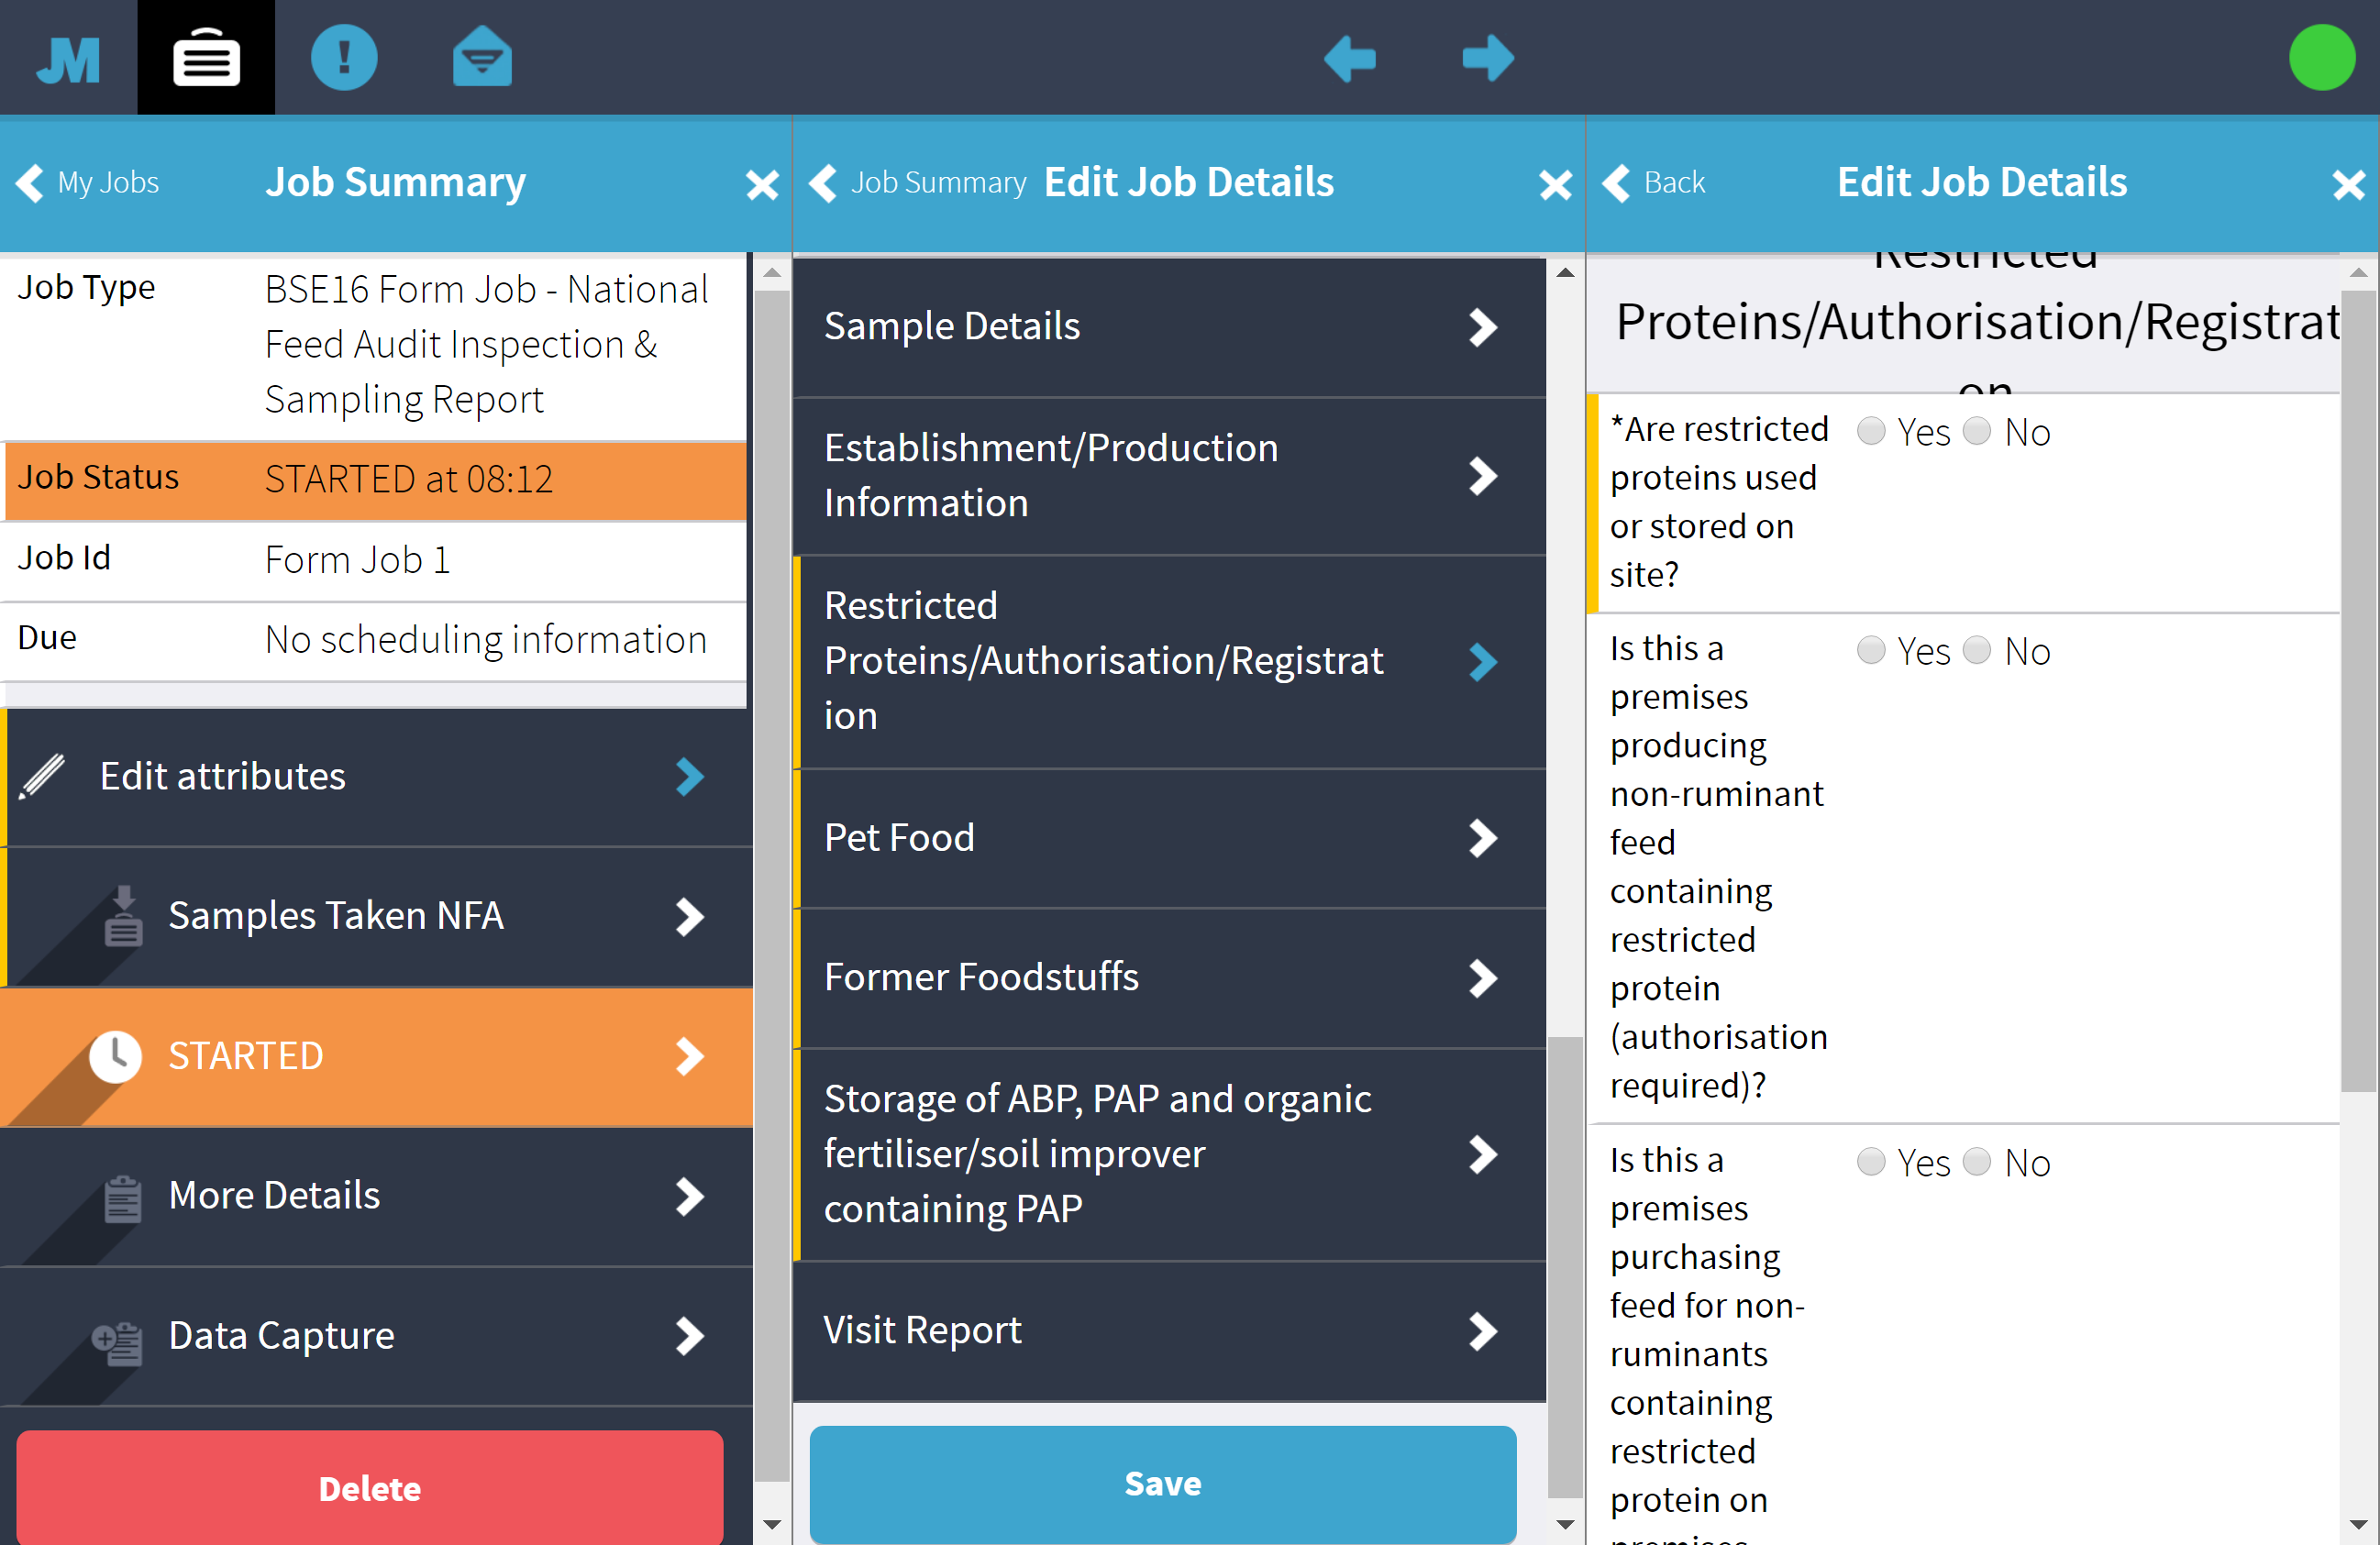 JM
My Jobs
Job Summary
Job Type
BSE16 Form Job - National
Feed Audit Inspection &
Sampling Report
Job Status
STARTED at 08:12
Job Id
Form Job 1
Due
No scheduling information
Edit attributes
Samples Taken NFA
STARTED
More Details
Data Capture
Delete
Job Summary
Edit Job Details
Sample Details
Establishment/Production
Information
Restricted
Proteins/Authorisation/Registrat
ion
Pet Food
Former Foodstuffs
Storage of ABP, PAP and organic
fertiliser/soil improver
containing PAP
Visit Report
Save
Back
Edit Job Details
Restricted
Proteins/Authorisation/Registrat
on
*Are restricted
proteins used
or stored on
site?
Yes No
Is this a
premises
producing
non-ruminant
feed
containing
restricted
protein
(authorisation
required)?
Yes No
Is this a
premises
purchasing
feed for non-
ruminants
containing
restricted
protein on
premises
Yes No